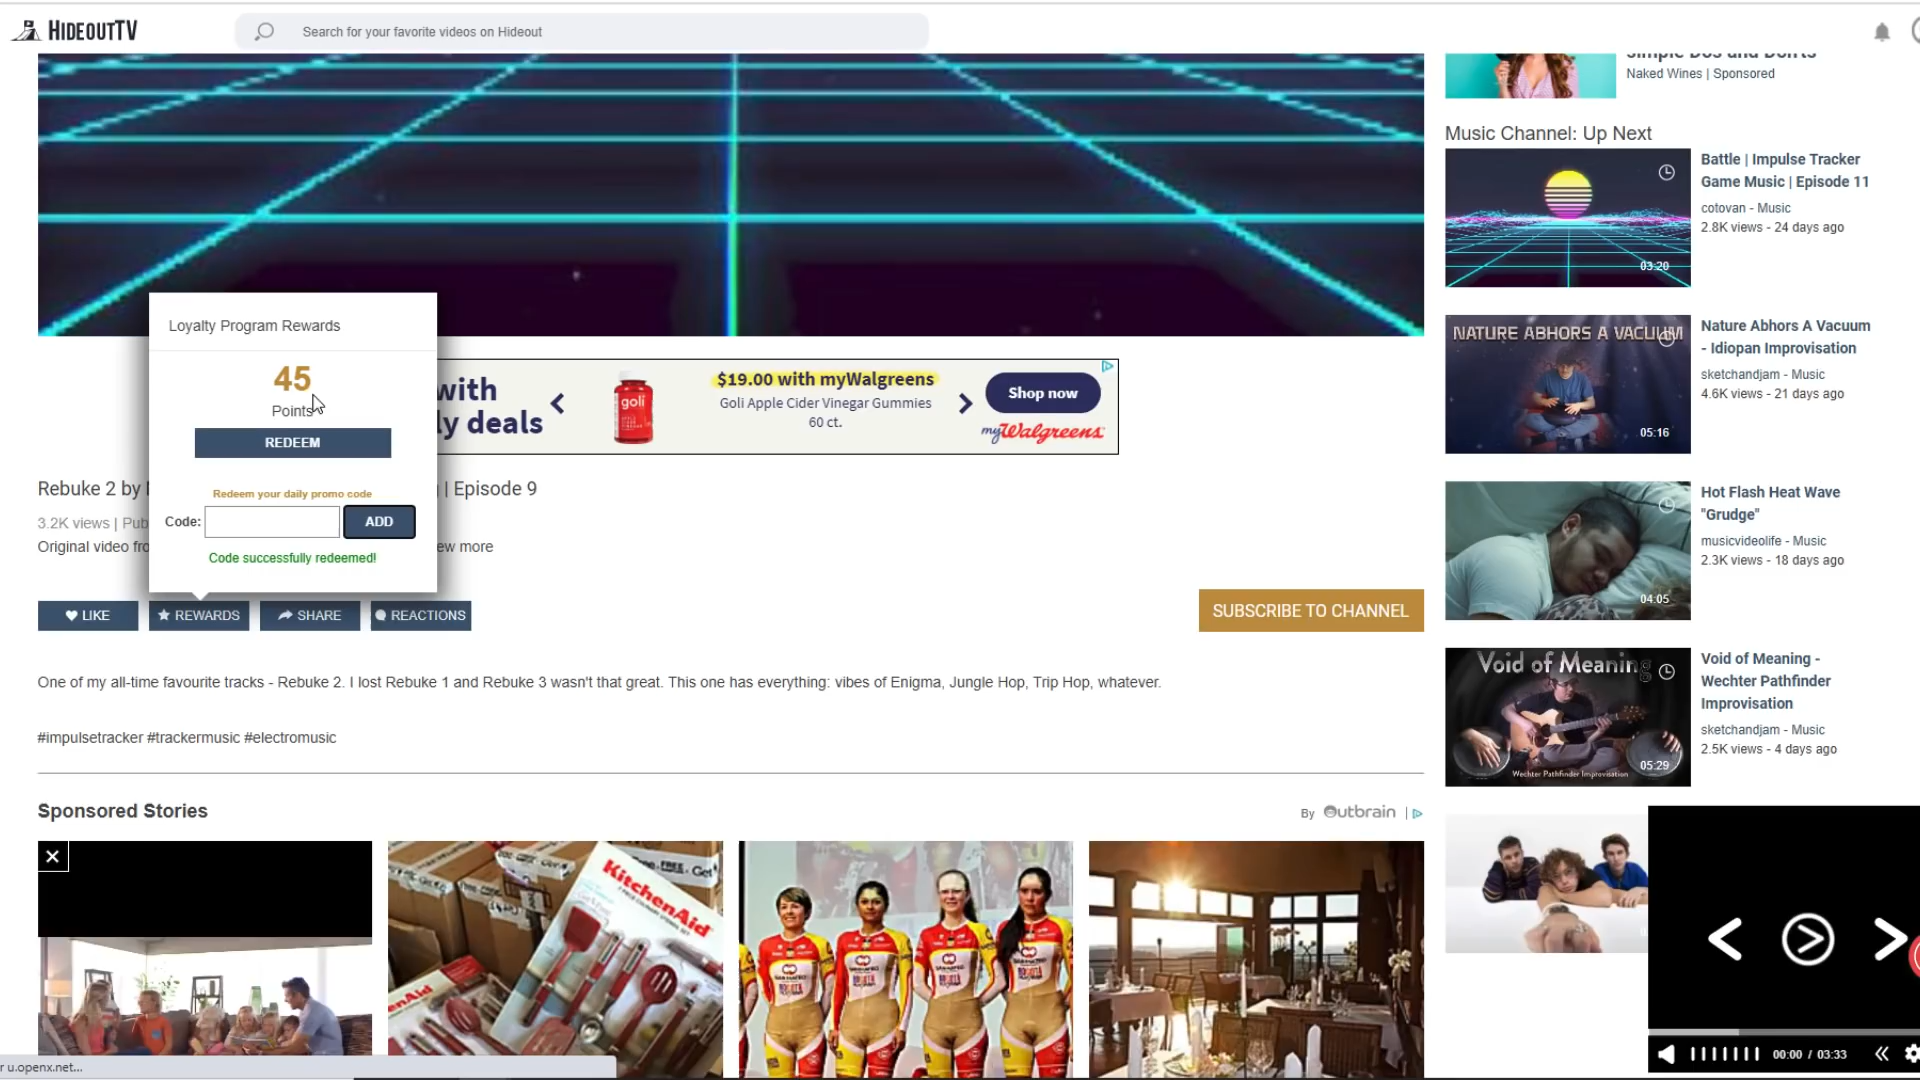 HIDEOUTTV
Search for your favorite videos on Hideout
Naked Wines | Sponsored
Music Channel: Up Next
Battle | Impulse Tracker
Game Music | Episode 11
cotovan - Music
2.8K views - 24 days ago
03:20
NATURE ABHORS A VACUUM
Nature Abhors A Vacuum
- Idiopan Improvisation
sketchandjam - Music
4.6K views - 21 days ago
05:16
Hot Flash Heat Wave
"Grudge"
musicvideolife - Music
2.3K views - 18 days ago
04:05
Void of Meaning
Wechter Pathfinder Improvisation
05:29
Void of Meaning -
Wechter Pathfinder
Improvisation
sketchandjam - Music
2.5K views - 4 days ago
Loyalty Program Rewards
45
Points
REDEEM
Redeem your daily promo code
Code:
ADD
Code successfully redeemed!
with
ly deals
goli
$19.00 with myWalgreens
Goli Apple Cider Vinegar Gummies
60 ct.
Shop now
myWalgreens
Rebuke 2 by
| Episode 9
3.2K views | Pub
Original video fro
ew more
LIKE
REWARDS
SHARE
REACTIONS
SUBSCRIBE TO CHANNEL
One of my all-time favourite tracks - Rebuke 2. I lost Rebuke 1 and Rebuke 3 wasn't that great. This one has everything: vibes of Enigma, Jungle Hop, Trip Hop, whatever.
#impulsetracker #trackermusic #electromusic
Sponsored Stories
By Outbrain
KitchenAid
00:00 / 03:33
r u.openx.net...